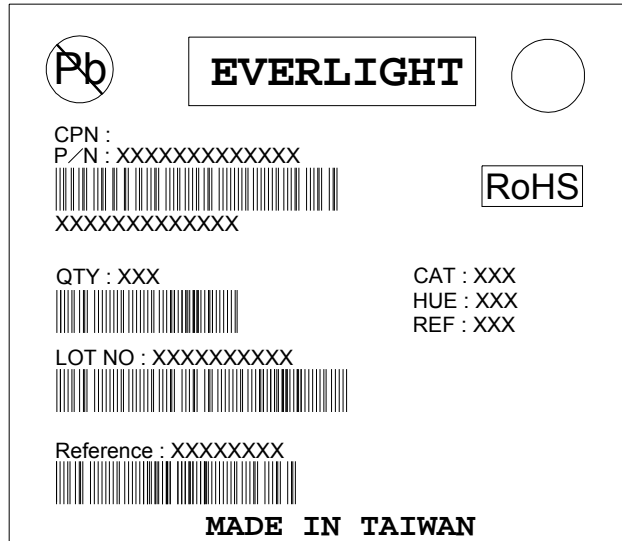 Pb
EVERLIGHT
CPN :
P/N : XXXXXXXXXXXXX
RoHS
XXXXXXXXXXXXX
QTY : XXX
CAT : XXX
HUE : XXX
REF : XXX
LOT NO : XXXXXXXXXX
Reference : XXXXXXXX
MADE IN TAIWAN